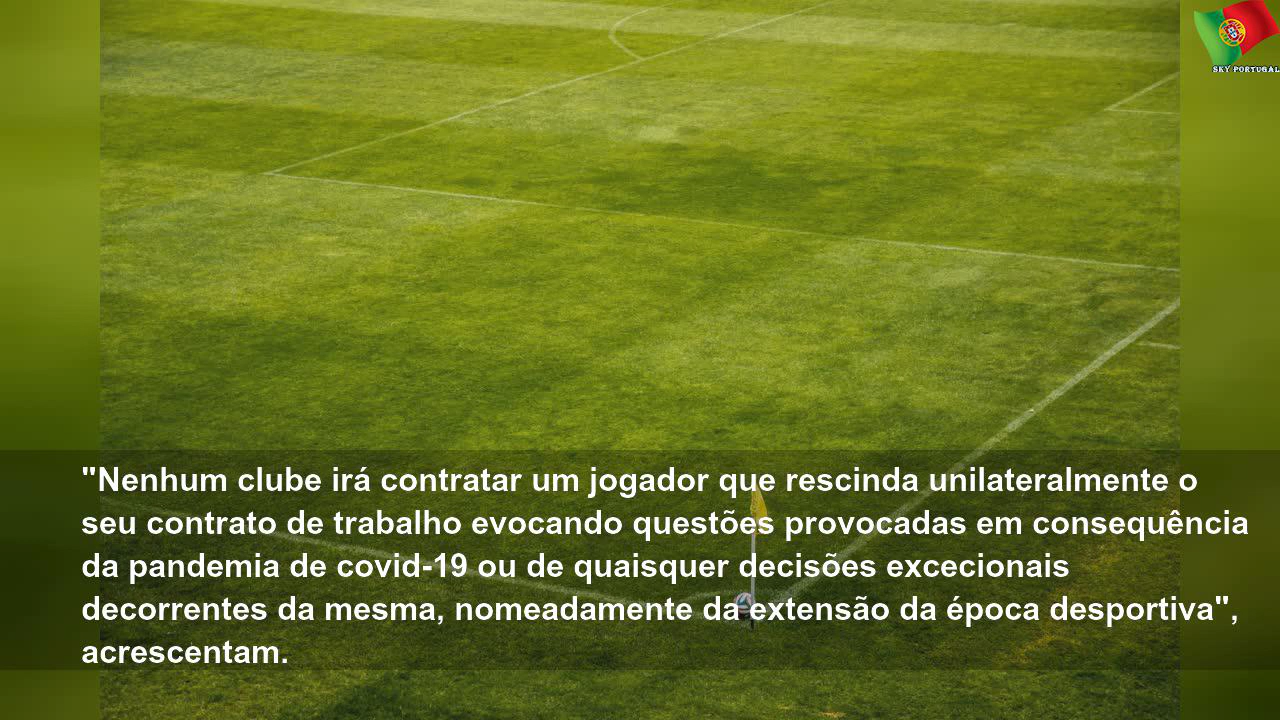 SKY PORTUGAL
"Nenhum clube irá contratar um jogador que rescinda unilateralmente o
seu contrato de trabalho evocando questões provocadas em consequência
da pandemia de covid-19 ou de quaisquer decisões excecionais
decorrentes da mesma, nomeadamente da extensão da época desportiva",
acrescentam.